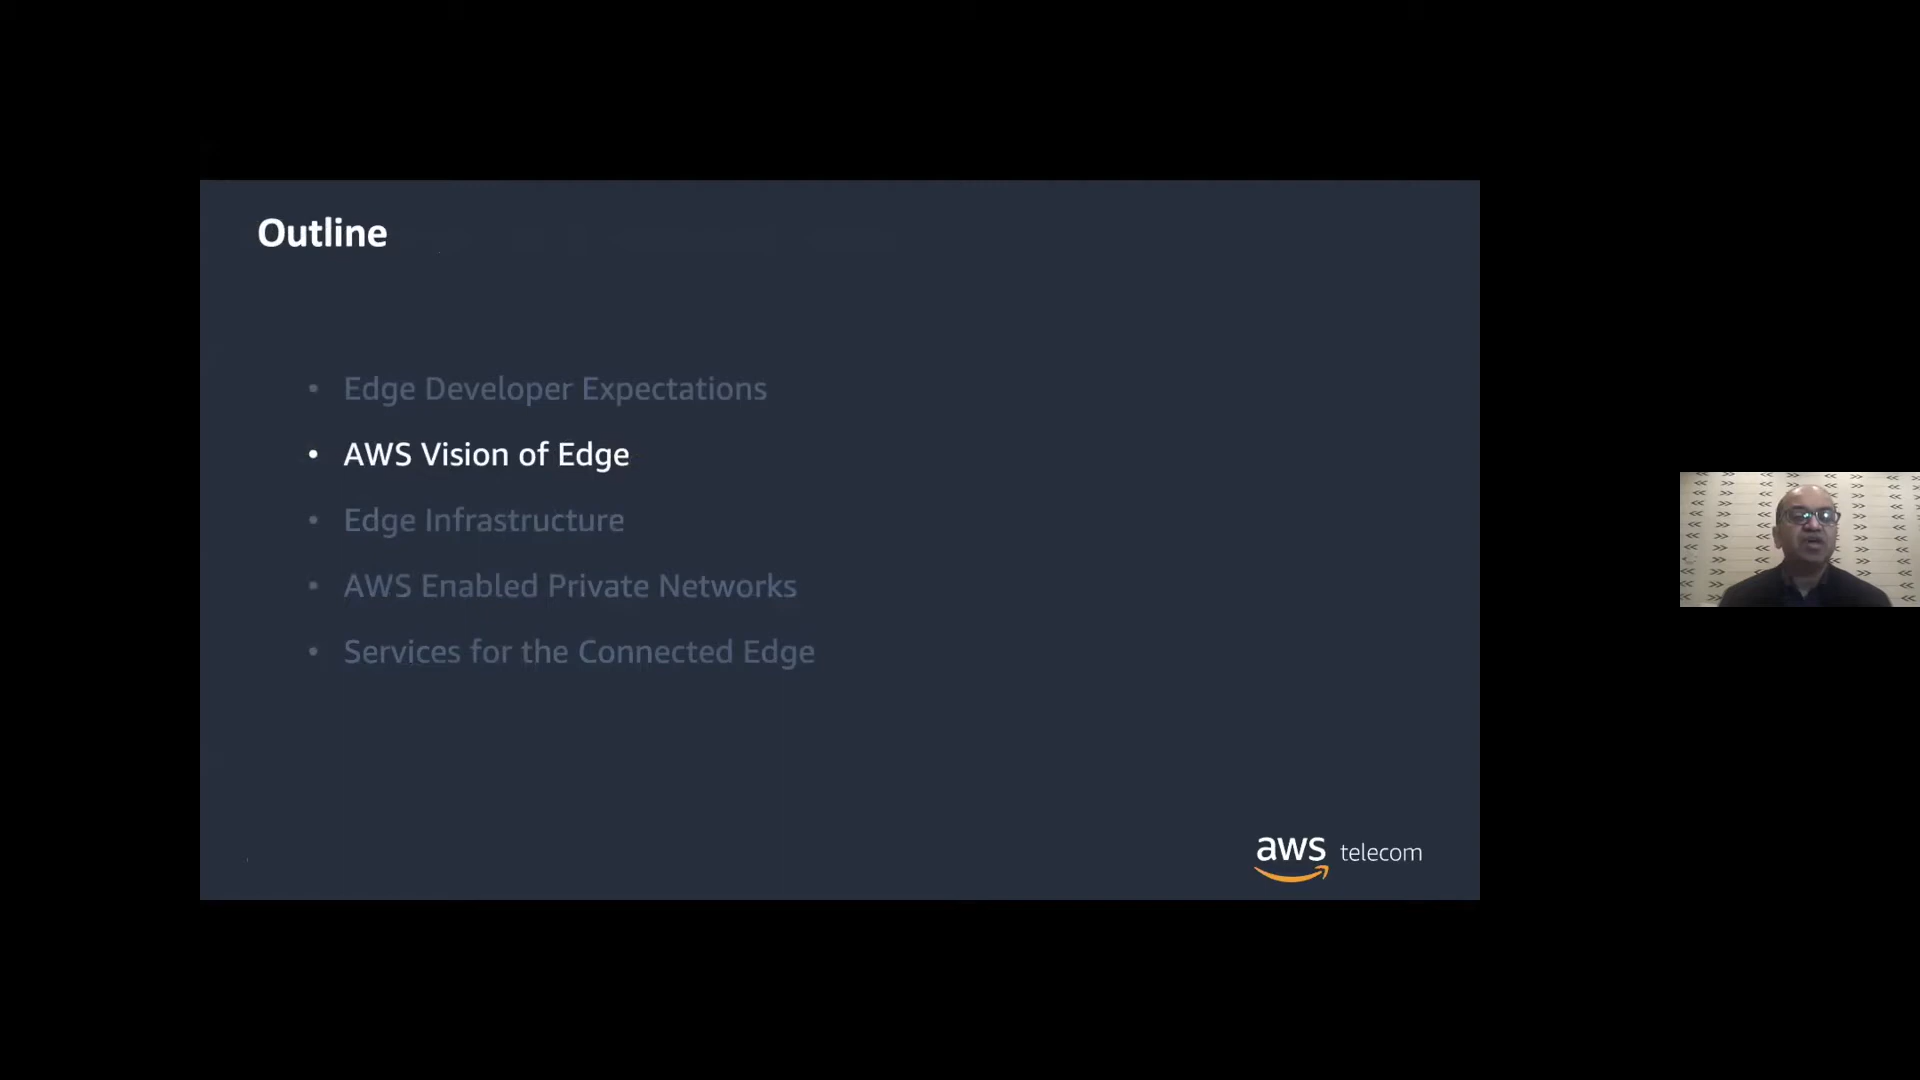 Outline
• Edge Developer Expectations
• AWS Vision of Edge
• Edge Infrastructure
• AWS Enabled Private Networks
• Services for the Connected Edge
aws telecom